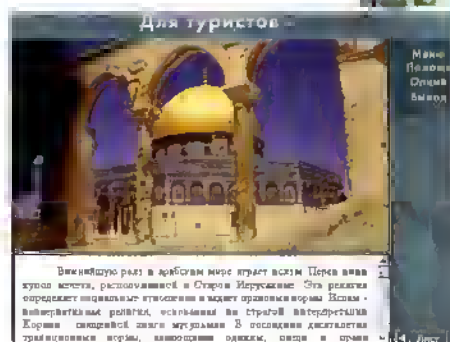 Для туристов
Меню
Помощь
Опции
Выход
Важнейшую роль в арабском мире играет ислам. Перед вами
купол мечети, расположенной в Старом Иерусалиме. Эта религия
определяет социальные отношения и задает правовые нормы. Ислам -
религия, основанная на строгой интерпретации
Корана - священной книги мусульман. В последние десятилетия
традиционные нормы, одежды, пищи и
Лист